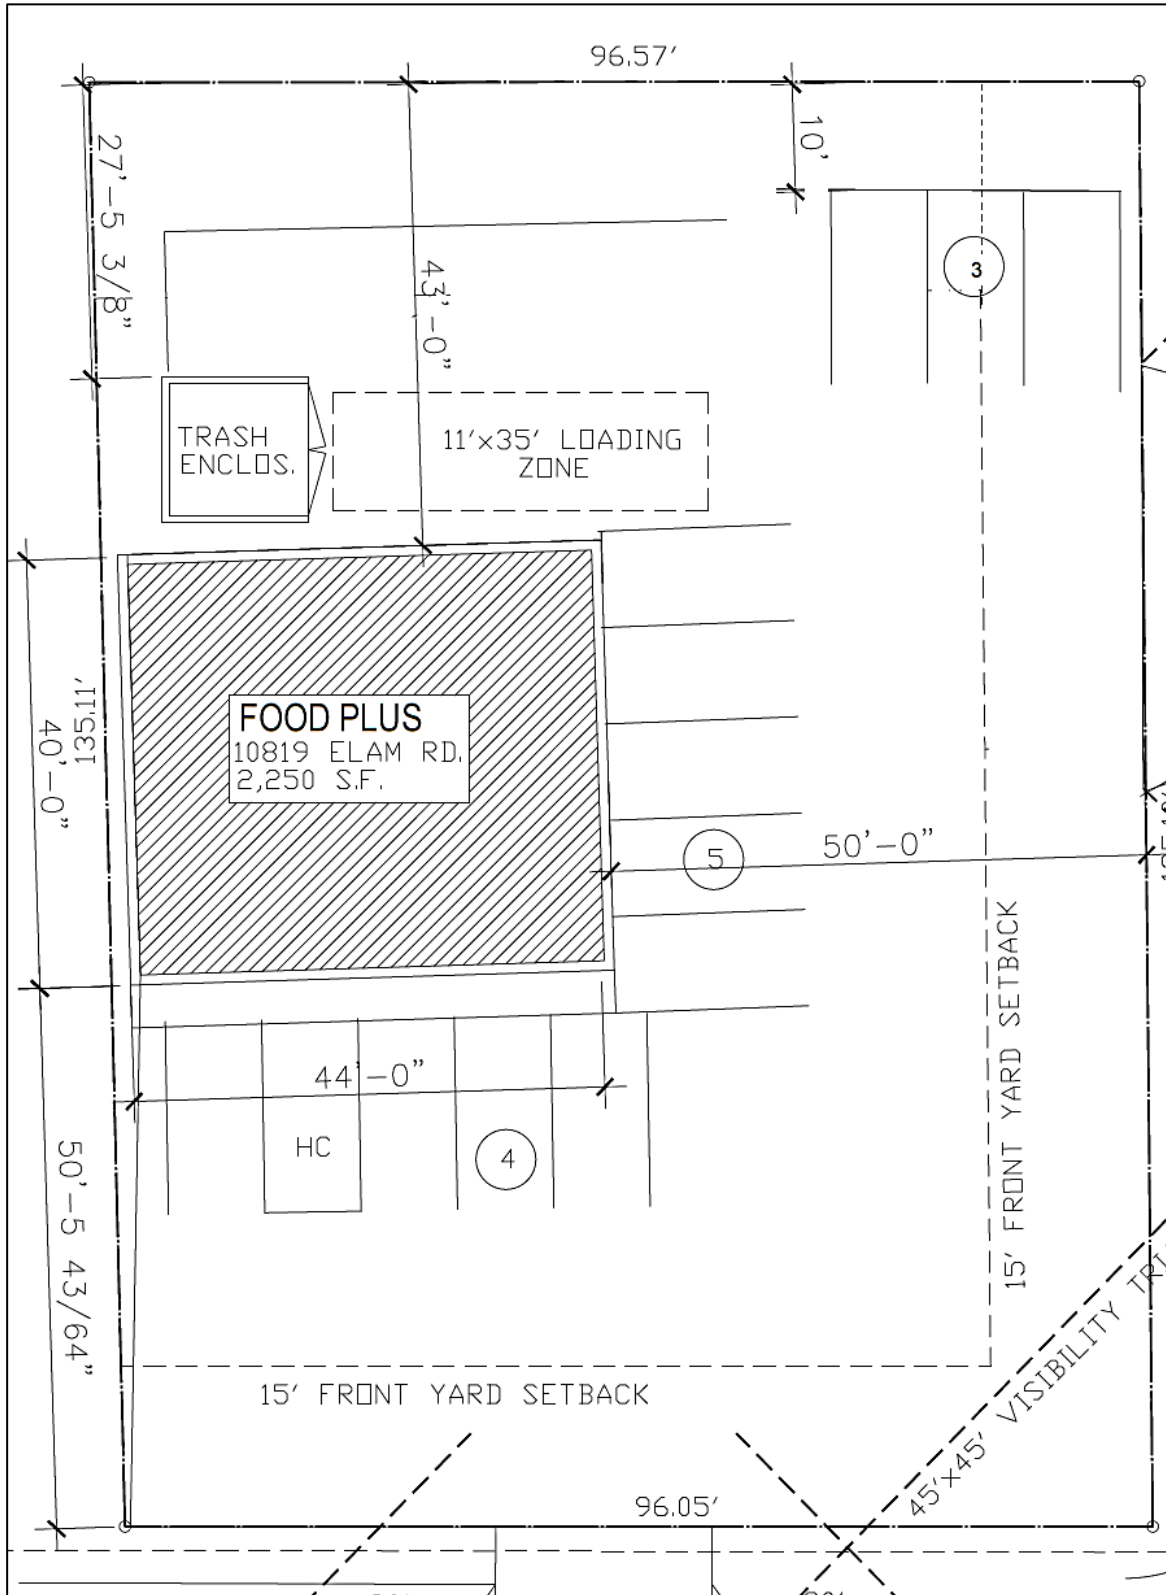 96.57'
10'
27'-5 3/8"
43'-0"
3
TRASH
ENCLOS.
11'x35' LOADING
ZONE
135.11'
40'-0"
FOOD PLUS
10819 ELAM RD.
2,250 S.F.
5
50'-0"
15' FRONT YARD SETBACK
44'-0"
HC
4
50'-5 43/64"
15' FRONT YARD SETBACK
45'x45' VISIBILITY
96.05'